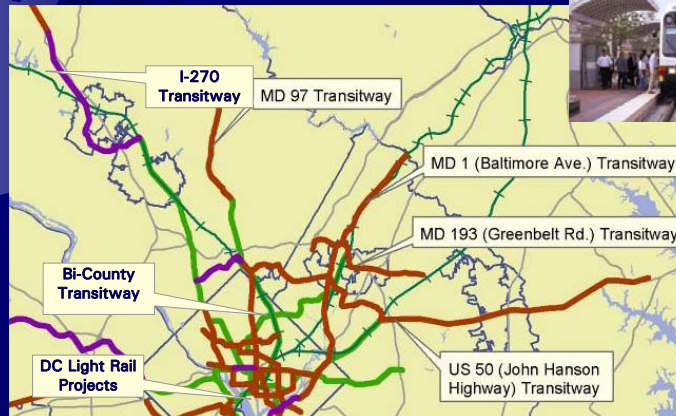 I-270
Transitway
MD 97 Transitway
MD 1 (Baltimore Ave.) Transitway
MD 193 (Greenbelt Rd.) Transitway
Bi-County
Transitway
DC Light Rail
Projects
US 50 (John Hanson
Highway) Transitway